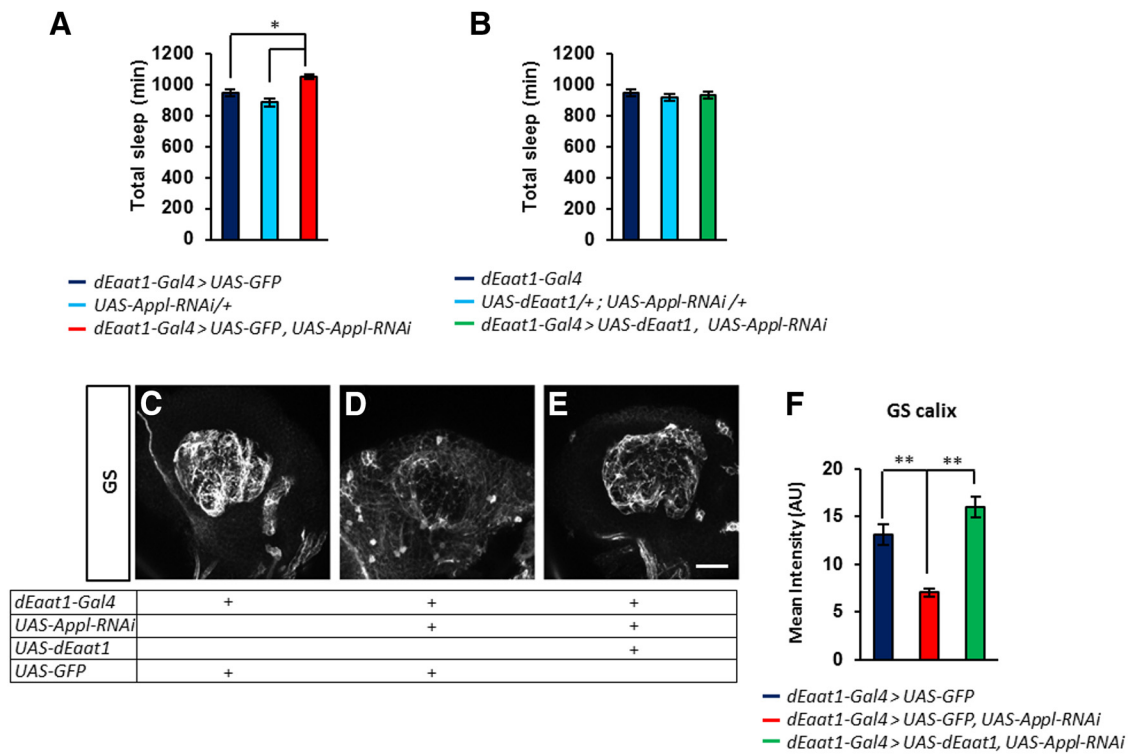 A
*
Total sleep (min)
1200
1000
800
600
400
200
0
dEaat1-Gal4 > UAS-GFP
UAS-Appl-RNAi/+
dEaat1-Gal4 > UAS-GFP, UAS-Appl-RNAi
B
Total sleep (min)
1200
1000
800
600
400
200
0
dEaat1-Gal4
UAS-dEaat1/+ ; UAS-Appl-RNAi /+
dEaat1-Gal4 > UAS-dEaat1, UAS-Appl-RNAi
GS
C
D
E
dEaat1-Gal4 + + +
UAS-Appl-RNAi + +
UAS-dEaat1 +
UAS-GFP + +
F
GS calix
** **
Mean Intensity (AU)
20
15
10
5
0
dEaat1-Gal4 > UAS-GFP
dEaat1-Gal4 > UAS-GFP, UAS-Appl-RNAi
dEaat1-Gal4 > UAS-dEaat1, UAS-Appl-RNAi